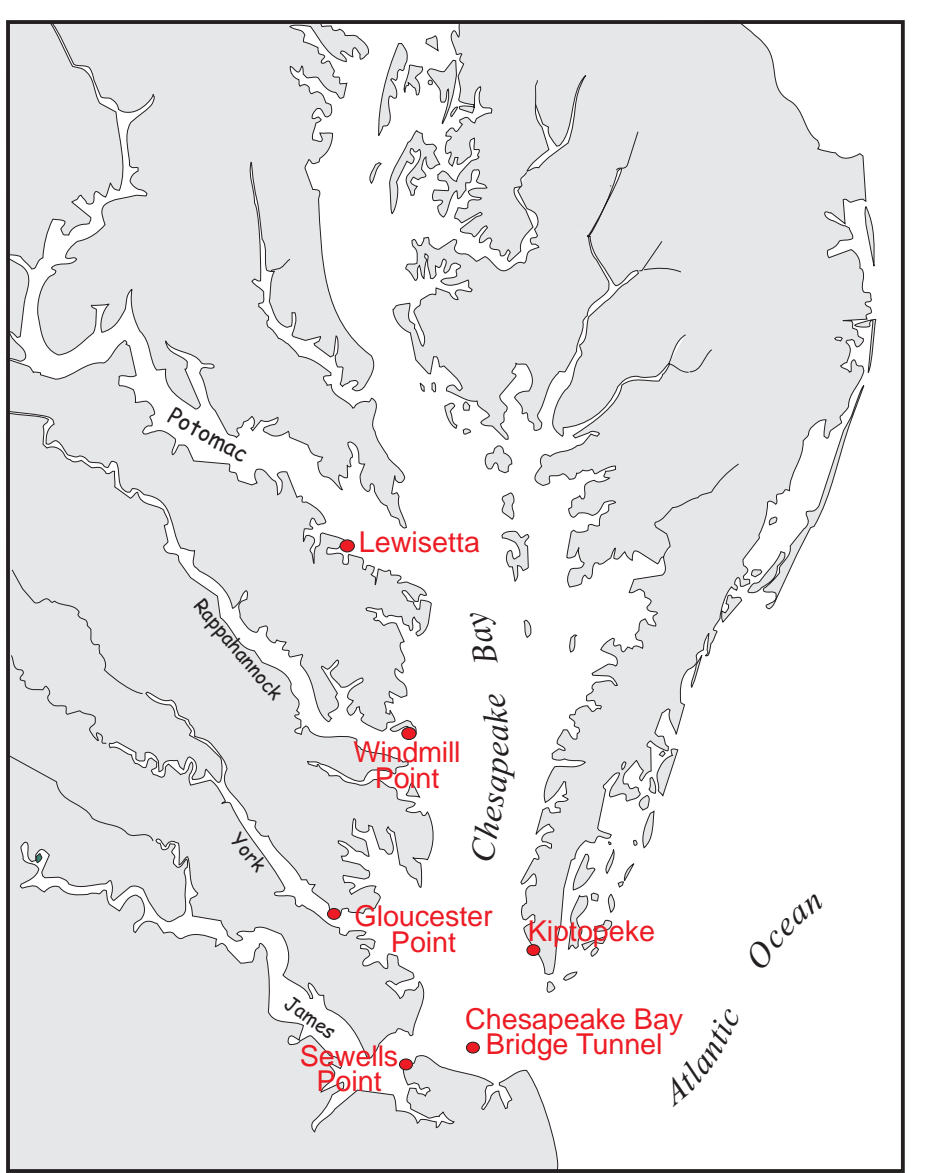 Potomac
Lewisetta
Rappahannock
Chesapeake Bay
Windmill
Point
York
Gloucester
Point
Kiptopeke
Atlantic Ocean
James
Chesapeake Bay
Bridge Tunnel
Sewells
Point